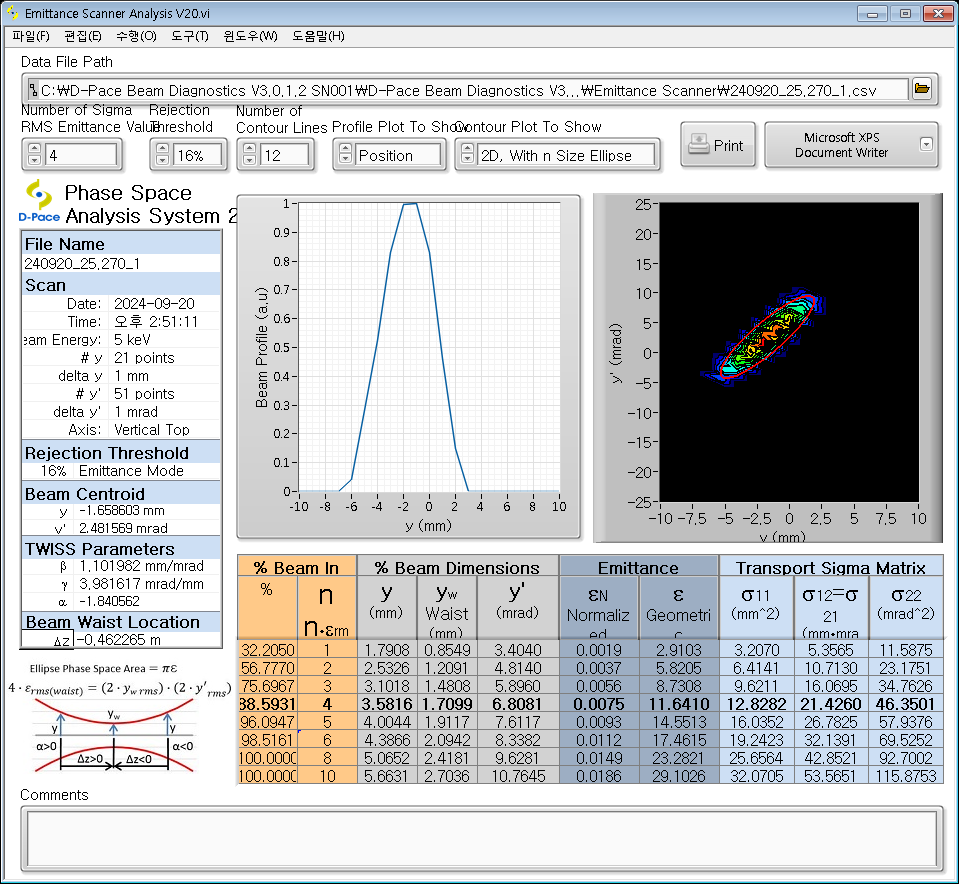 Emittance Scanner Analysis V20.vi
파일(F) 편집(E) 수행(O) 도구(T) 윈도우(W) 도움말(H)
Data File Path
C:₩D-Pace Beam Diagnostics V3.0.1.2 SN001₩D-Pace Beam Diagnostics V3...₩Emittance Scanner₩240920_25.270_1.csv
Number of Sigma RMS Emittance Value
4
Rejection Threshold
16%
Number of Contour Lines
12
Profile Plot To Show
Position
Contour Plot To Show
2D, With n Size Ellipse
Print
Microsoft XPS
Document Writer
D-Pace
Phase Space
Analysis System 2
File Name
240920_25.270_1
Scan
Date: 2024-09-20
Time: 오후 2:51:11
eam Energy: 5 keV
# y 21 points
delta y 1 mm
# y' 51 points
delta y' 1 mrad
Axis: Vertical Top
Rejection Threshold
16% Emittance Mode
Beam Centroid
y -1.658603 mm
y' 2.481569 mrad
TWISS Parameters
β 1.101982 mm/mrad
γ 3.981617 mrad/mm
α -1.840562
Beam Waist Location
Δz -0.462265 m
Beam Profile (a.u)
1
0.9
0.8
0.7
0.6
0.5
0.4
0.3
0.2
0.1
0
-10 -8 -6 -4 -2 0 2 4 6 8 10
y (mm)
y' (mrad)
25
20
15
10
5
0
-5
-10
-15
-20
-25
-10 -7.5 -5 -2.5 0 2.5 5 7.5 10
y (mm)
Ellipse Phase Space Area = πε
4 · εrms(waist) = (2 · yw rms) · (2 · y'rms)
yw
y y
α>0 α<0
Δz>0 Δz<0
% Beam In % Beam Dimensions Emittance Transport Sigma Matrix
% n n·εrm y (mm) yw Waist (mm) y' (mrad) εN Normaliz ed ε Geometri c σ11 (mm^2) σ12=σ 21 (mm·mra σ22 (mrad^2)
32.2050 1 1.7908 0.8549 3.4040 0.0019 2.9103 3.2070 5.3565 11.5875
56.7770 2 2.5326 1.2091 4.8140 0.0037 5.8205 6.4141 10.7130 23.1751
75.6967 3 3.1018 1.4808 5.8960 0.0056 8.7308 9.6211 16.0695 34.7626
88.5931 4 3.5816 1.7099 6.8081 0.0075 11.6410 12.8282 21.4260 46.3501
96.0947 5 4.0044 1.9117 7.6117 0.0093 14.5513 16.0352 26.7825 57.9376
98.5161 6 4.3866 2.0942 8.3382 0.0112 17.4615 19.2423 32.1391 69.5252
100.0000 8 5.0652 2.4181 9.6281 0.0149 23.2821 25.6564 42.8521 92.7002
100.0000 10 5.6631 2.7036 10.7645 0.0186 29.1026 32.0705 53.5651 115.8753
Comments